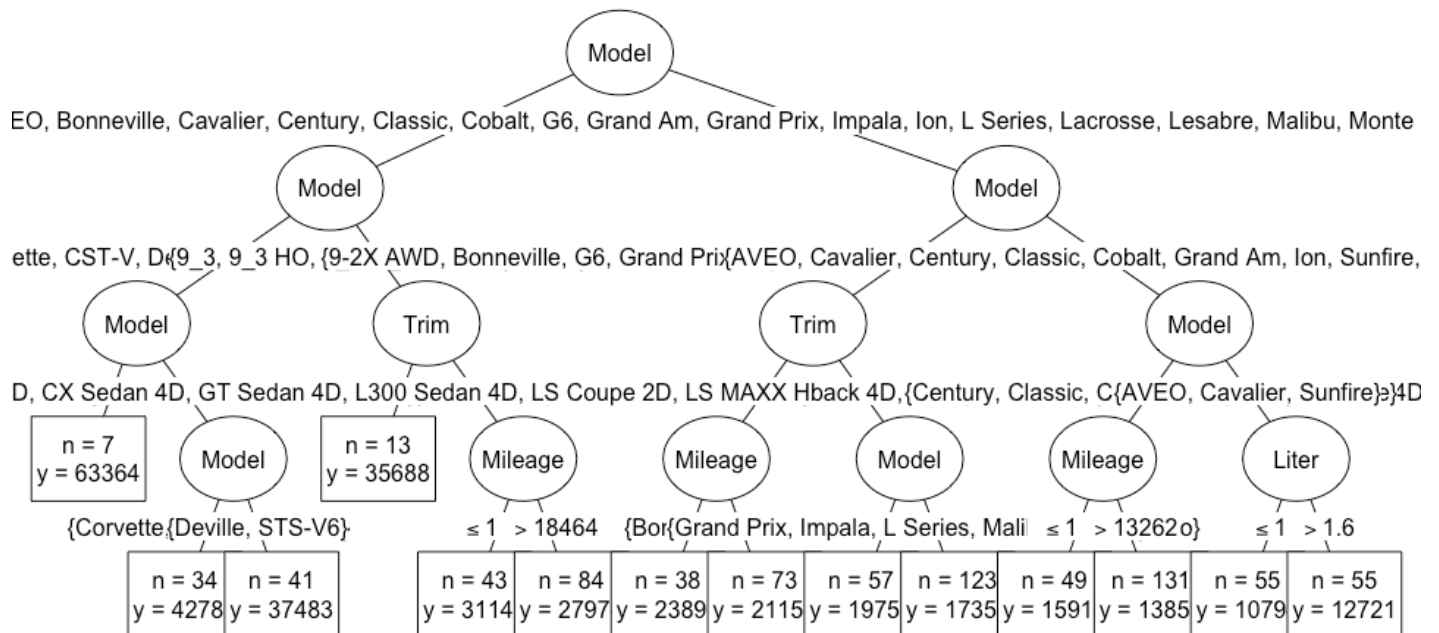 Model
EO, Bonneville, Cavalier, Century, Classic, Cobalt, G6, Grand Am, Grand Prix, Impala, Ion, L Series, Lacrosse, Lesabre, Malibu, Monte
Model Model
ette, CST-V, De{9_3, 9_3 HO, {9-2X AWD, Bonneville, G6, Grand Prix{AVEO, Cavalier, Century, Classic, Cobalt, Grand Am, Ion, Sunfire,
Model Trim Trim Model
D, CX Sedan 4D, GT Sedan 4D, L300 Sedan 4D, LS Coupe 2D, LS MAXX Hback 4D, {Century, Classic, C{AVEO, Cavalier, Sunfire} 4D
n = 7 n = 13
y = 63364 Model y = 35688 Mileage Mileage Model Mileage Liter
{Corvette,{Deville, STS-V6} ≤ 1 > 18464 {Bor{Grand Prix, Impala, L Series, Mali ≤ 1 > 13262o} ≤ 1 > 1.6
n = 34 n = 41 n = 43 n = 84 n = 38 n = 73 n = 57 n = 123 n = 49 n = 131 n = 55 n = 55
y = 4278 y = 37483 y = 3114 y = 2797 y = 2389 y = 2115 y = 1975 y = 1735 y = 1591 y = 1385 y = 1079 y = 12721